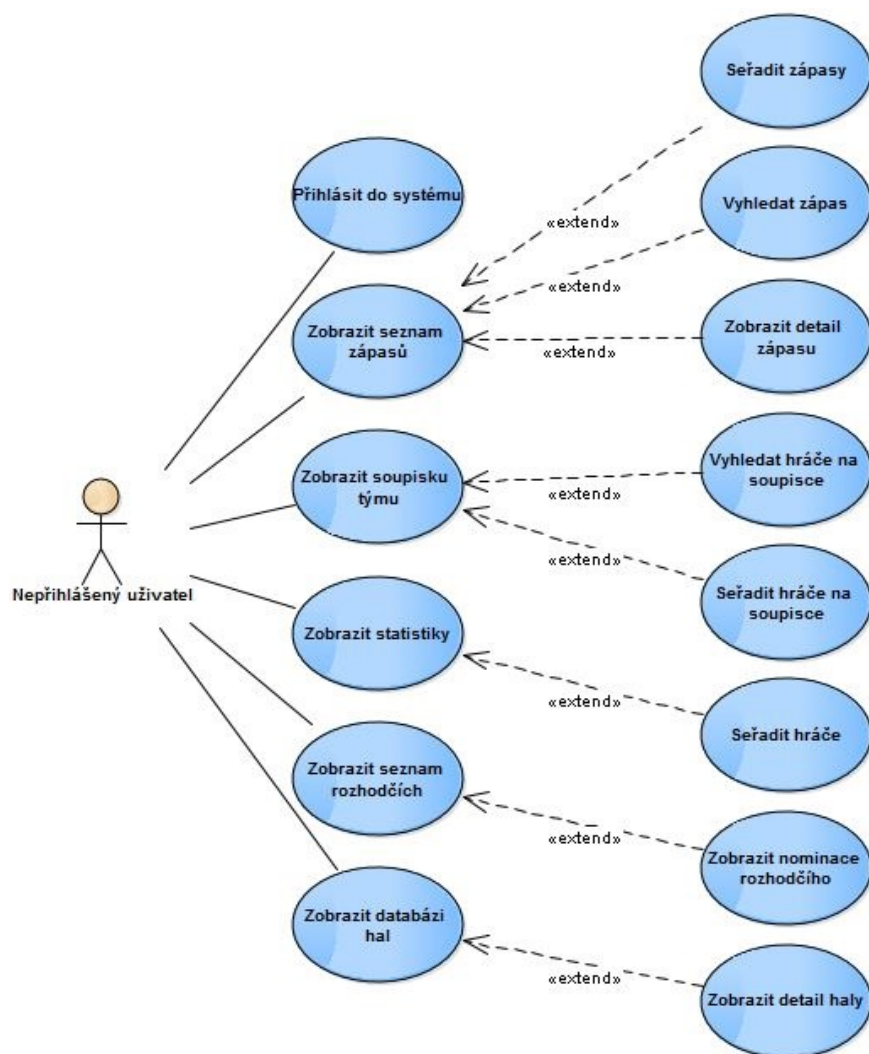 Seřadit zápasy
Přihlásit do systému
Vyhledat zápas
«extend»
«extend»
Zobrazit seznam
zápasů
Zobrazit detail
zápasu
«extend»
Zobrazit soupisku
týmu
Vyhledat hráče na
soupisce
«extend»
«extend»
Nepřihlášený uživatel
Seřadit hráče na
soupisce
Zobrazit statistiky
«extend»
Seřadit hráče
Zobrazit seznam
rozhodčích
«extend»
Zobrazit nominace
rozhodčího
Zobrazit databázi
hal
«extend»
Zobrazit detail haly